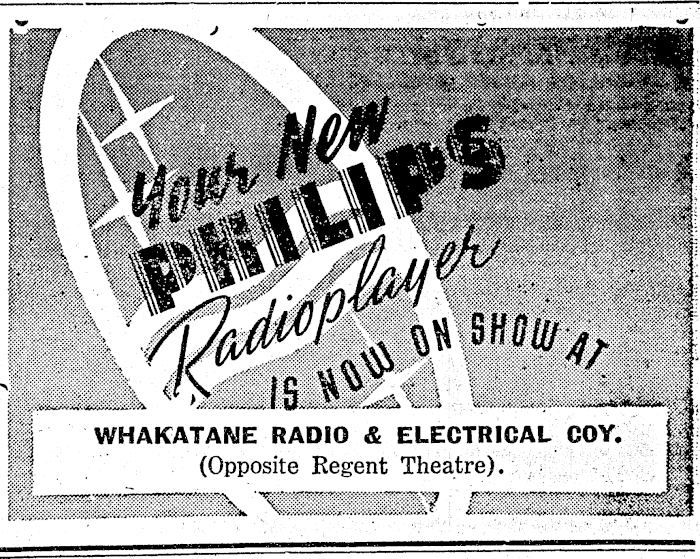 Your New
PHILIPS
Radioplayer
IS NOW ON SHOW AT
WHAKATANE RADIO & ELECTRICAL COY.
(Opposite Regent Theatre).